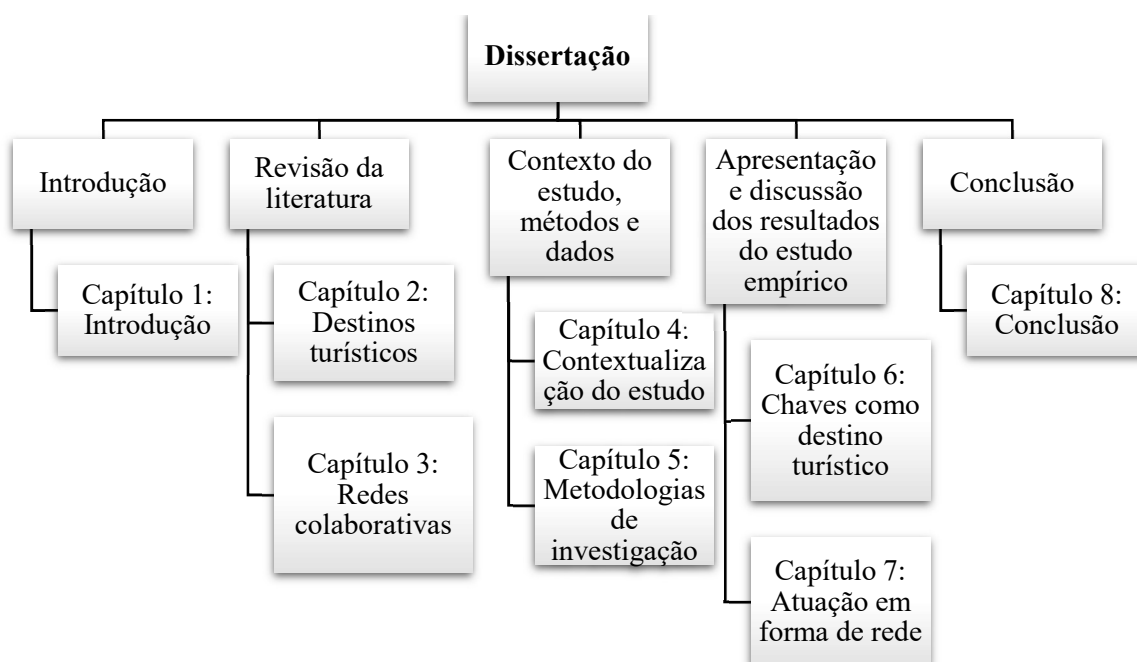 Dissertação
Introdução
Capítulo 1:
Introdução
Revisão da
literatura
Capítulo 2:
Destinos
turísticos
Capítulo 3:
Redes
colaborativas
Contexto do
estudo,
métodos e
dados
Capítulo 4:
Contextualiza
ção do estudo
Capítulo 5:
Metodologias
de
investigação
Apresentação
e discussão
dos resultados
do estudo
empírico
Capítulo 6:
Chaves como
destino
turístico
Capítulo 7:
Atuação em
forma de rede
Conclusão
Capítulo 8:
Conclusão